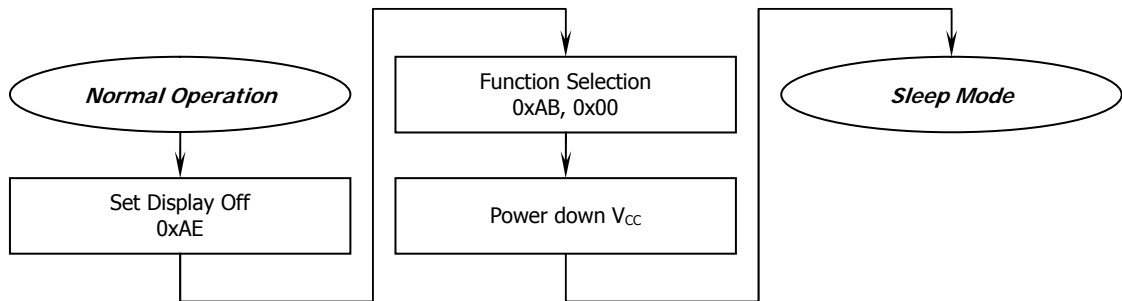 Normal Operation
Set Display Off
0xAE
Function Selection
0xAB, 0x00
Power down VCC
Sleep Mode